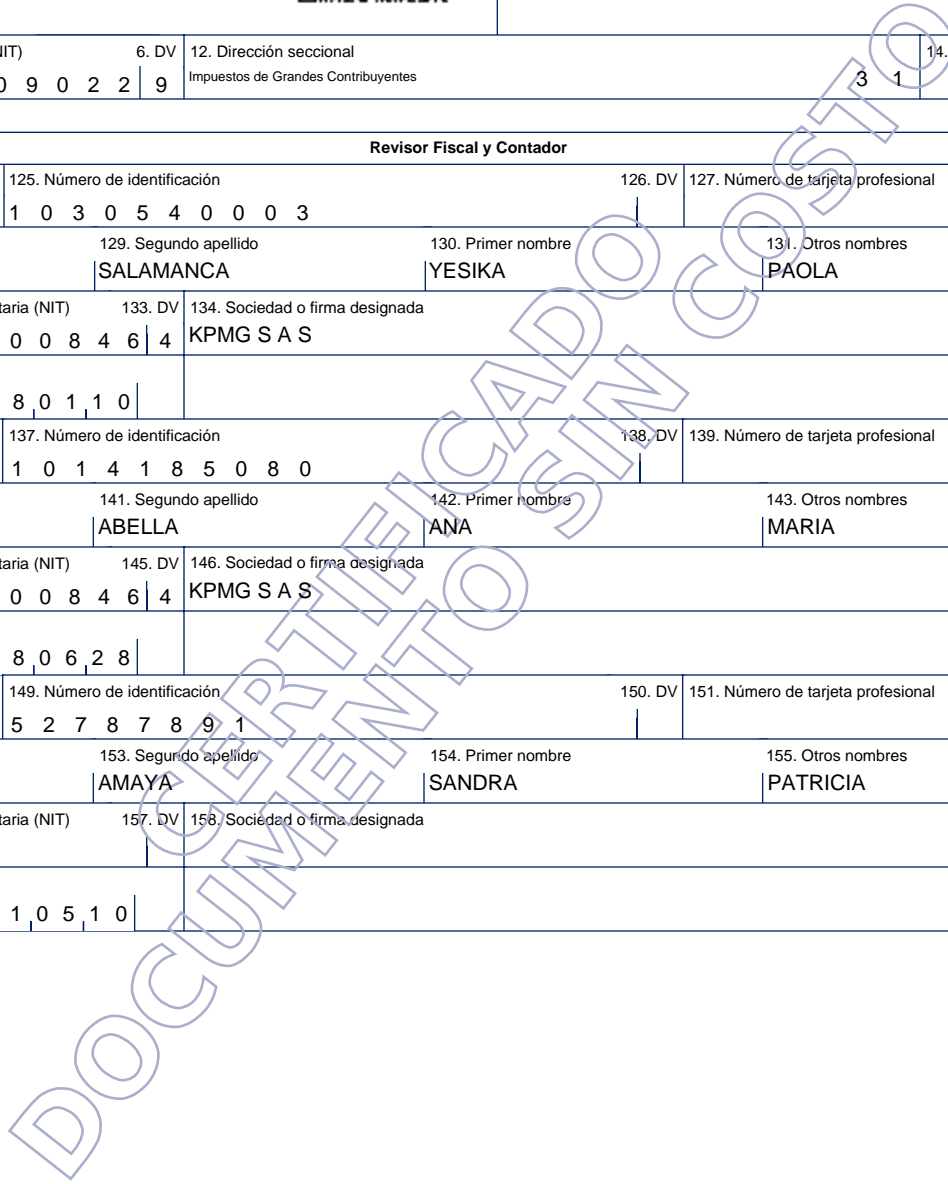 NIT) 6. DV 12. Dirección seccional 14.
0 9 0 2 2 9 Impuestos de Grandes Contribuyentes 3 1
Revisor Fiscal y Contador
125. Número de identificación 126. DV 127. Número de tarjeta profesional
1 0 3 0 5 4 0 0 0 3
129. Segundo apellido 130. Primer nombre 131. Otros nombres
SALAMANCA YESIKA PAOLA
taria (NIT) 133. DV 134. Sociedad o firma designada
0 0 8 4 6 4 KPMG S A S
8 0 1 1 0
137. Número de identificación 138. DV 139. Número de tarjeta profesional
1 0 1 4 1 8 5 0 8 0
141. Segundo apellido 142. Primer nombre 143. Otros nombres
ABELLA ANA MARIA
taria (NIT) 145. DV 146. Sociedad o firma designada
0 0 8 4 6 4 KPMG S A S
8 0 6 2 8
149. Número de identificación 150. DV 151. Número de tarjeta profesional
5 2 7 8 7 8 9 1
153. Segundo apellido 154. Primer nombre 155. Otros nombres
AMAYA SANDRA PATRICIA
taria (NIT) 157. DV 158. Sociedad o firma designada
1 0 5 1 0
CERTIFICADO
DOCUMENTO SIN COSTO